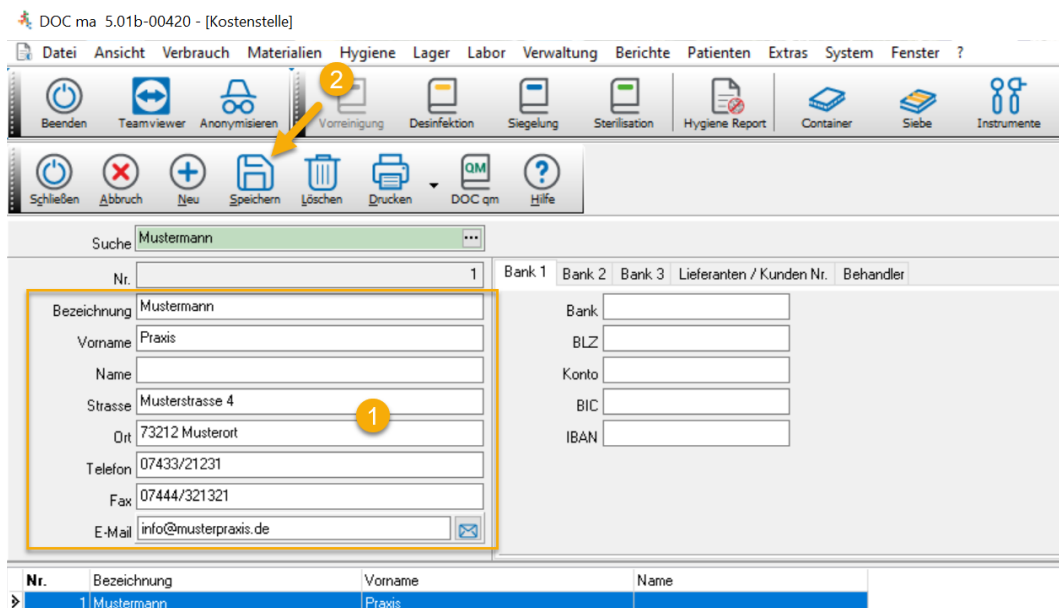 DOC ma 5.01b-00420 - [Kostenstelle]
Datei Ansicht Verbrauch Materialien Hygiene Lager Labor Verwaltung Berichte Patienten Extras System Fenster ?
2
Beenden Teamviewer Anonymisieren Vorreinigung Desinfektion Siegelung Sterilisation Hygiene Report Container Siebe Instrumente
QM
Schließen Abbruch Neu Speichern Löschen Drucken DOC qm Hilfe
Suche Mustermann ...
Nr. 1
Bank 1 Bank 2 Bank 3 Lieferanten / Kunden Nr. Behandler
Bezeichnung Mustermann
Vorname Praxis
Name
Strasse Musterstrasse 4
1
Ort 73212 Musterort
Telefon 07433/21231
Fax 07444/321321
E-Mail info@musterpraxis.de
Bank
BLZ
Konto
BIC
IBAN
Nr. Bezeichnung Vorname Name
1 Mustermann Praxis